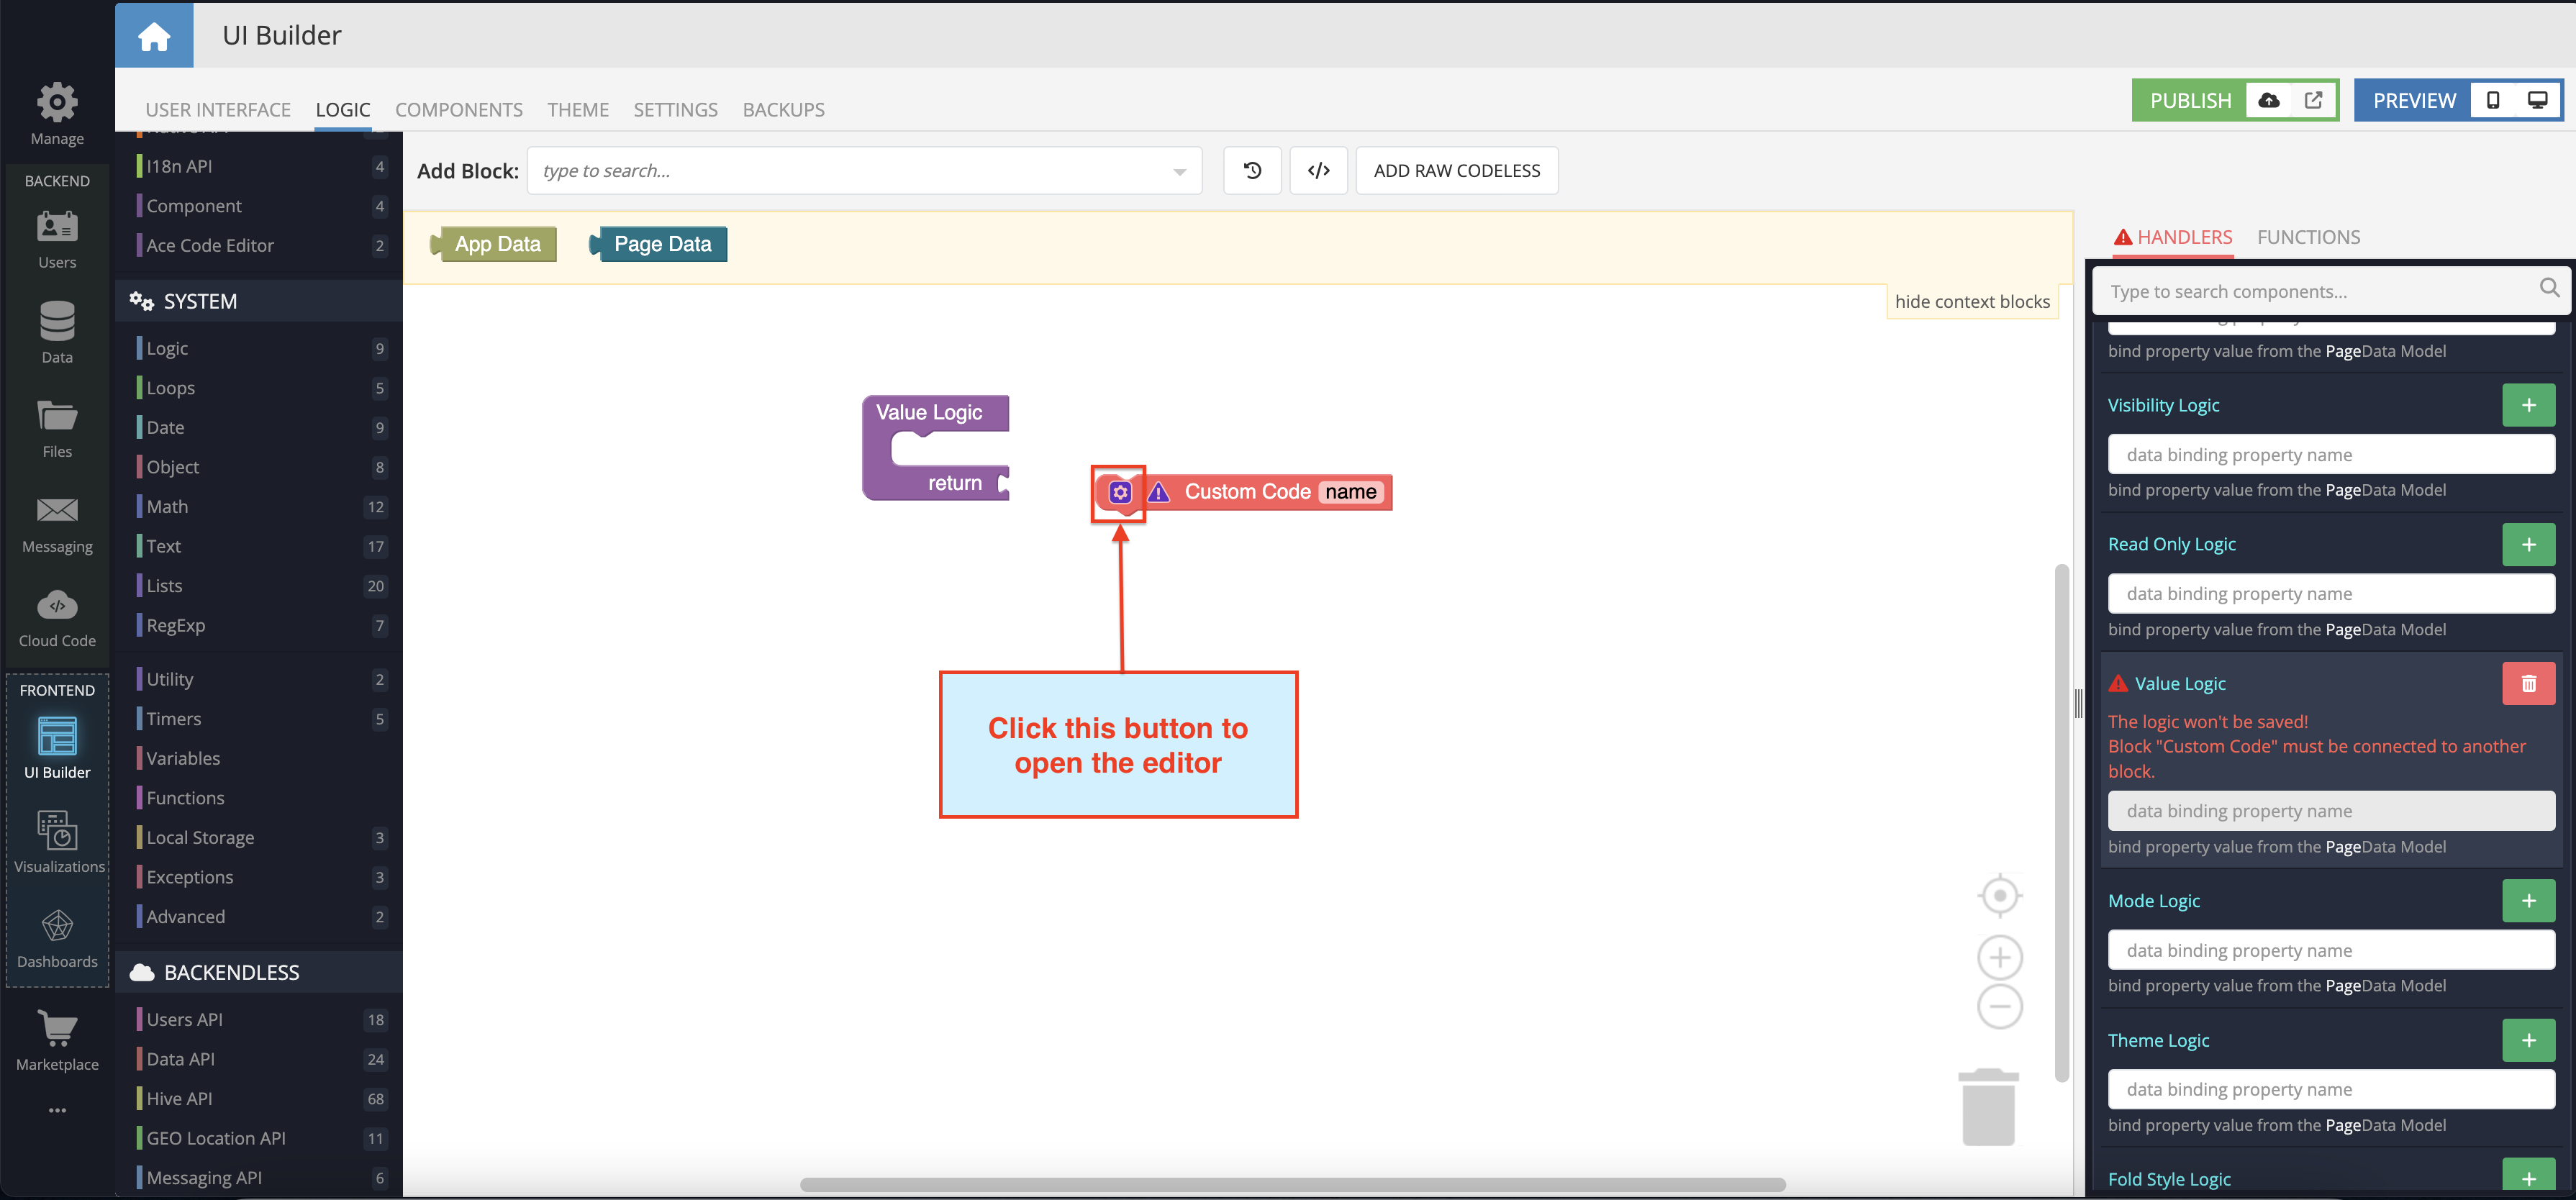 UI Builder
Manage
BACKEND
Users
Data
Files
Messaging
Cloud Code
FRONTEND
UI Builder
Visualizations
Dashboards
Marketplace
USER INTERFACE LOGIC COMPONENTS THEME SETTINGS BACKUPS
PUBLISH
PREVIEW
I18n API 4
Component 4
Ace Code Editor 2
SYSTEM
Logic 9
Loops 5
Date 9
Object 8
Math 12
Text 17
Lists 20
RegExp 7
Utility 2
Timers 5
Variables
Functions
Local Storage 3
Exceptions 3
Advanced 2
BACKENDLESS
Users API 18
Data API 24
Hive API 68
GEO Location API 11
Messaging API 6
Add Block: type to search... ADD RAW CODELESS
App Data Page Data
hide context blocks
Value Logic
return
Custom Code name
Click this button to
open the editor
HANDLERS FUNCTIONS
Type to search components...
bind property value from the PageData Model
Visibility Logic
data binding property name
bind property value from the PageData Model
Read Only Logic
data binding property name
bind property value from the PageData Model
Value Logic
The logic won't be saved!
Block "Custom Code" must be connected to another
block.
data binding property name
bind property value from the PageData Model
Mode Logic
data binding property name
bind property value from the PageData Model
Theme Logic
data binding property name
bind property value from the PageData Model
Fold Style Logic